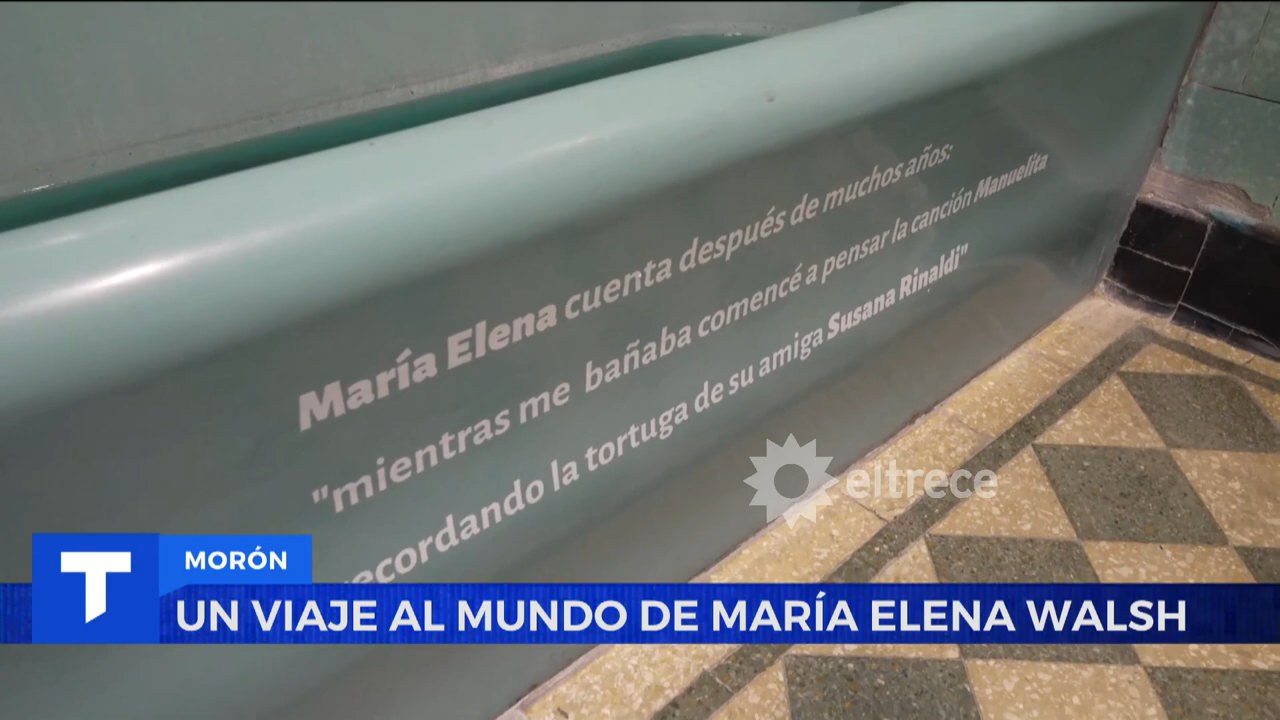 María Elena cuenta después de muchos años:
"mientras me bañaba comencé a pensar la canción Manuelita
recordando la tortuga de su amiga Susana Rinaldi"
eltrece
T MORÓN
UN VIAJE AL MUNDO DE MARÍA ELENA WALSH